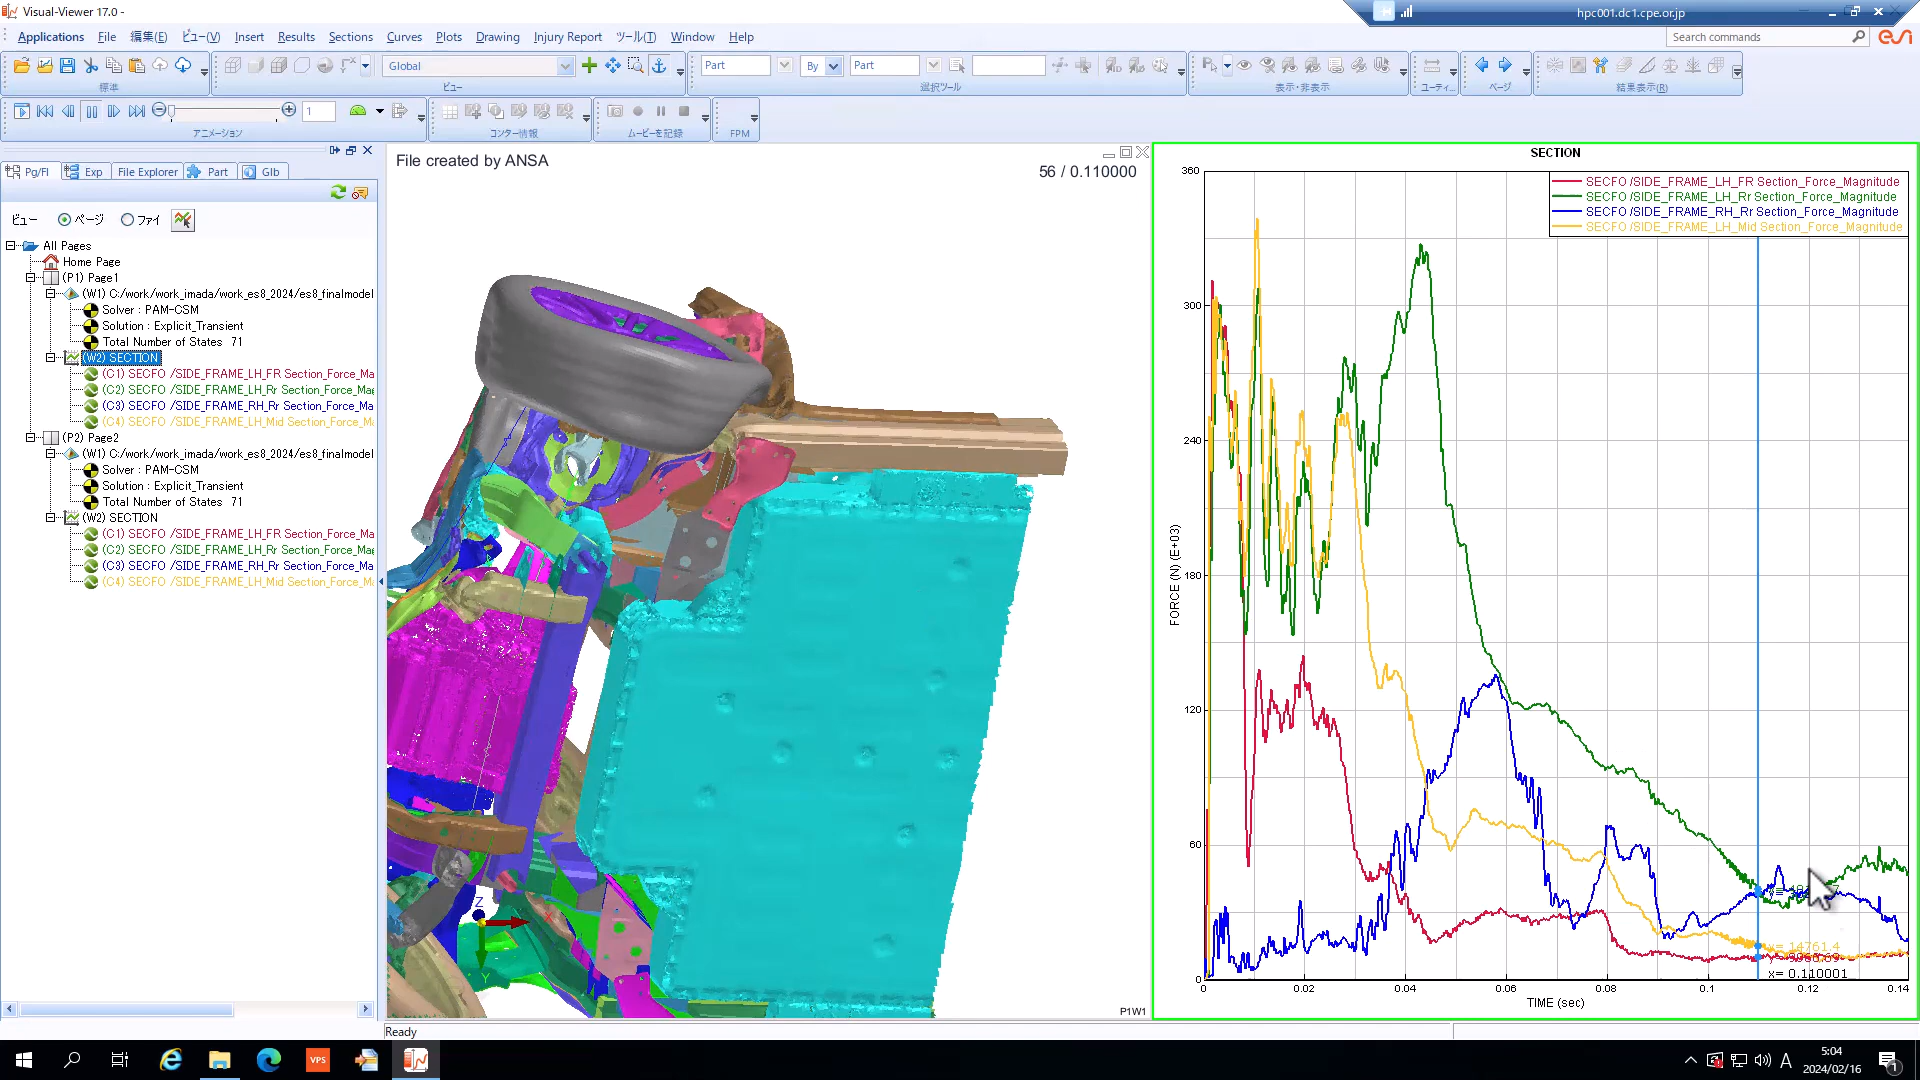 Visual-Viewer 17.0 -
hpc001.dc1.cpe.or.jp
Applications File 編集(E) ビュー(V) Insert Results Sections Curves Plots Drawing Injury Report ツール(T) Window Help
Search commands
esi
Global
Part
By
Part
標準
ビュー
選択ツール
表示・非表示
ユーティ...
ページ
結果表示(R)
1
アニメーション
コンター情報
ムービーを記録
FPM
Pg/Fl Exp File Explorer Part Glb
ビュー ページ ファイ
All Pages
Home Page
(P1) Page1
(W1) C:/work/work_imada/work_es8_2024/es8_finalmodel
Solver : PAM-CSM
Solution : Explicit_Transient
Total Number of States 71
(W2) SECTION
(C1) SECFO /SIDE_FRAME_LH_FR Section_Force_Ma
(C2) SECFO /SIDE_FRAME_LH_Rr Section_Force_Ma
(C3) SECFO /SIDE_FRAME_RH_Rr Section_Force_Ma
(C4) SECFO /SIDE_FRAME_LH_Mid Section_Force_M
(P2) Page2
(W1) C:/work/work_imada/work_es8_2024/es8_finalmodel
Solver : PAM-CSM
Solution : Explicit_Transient
Total Number of States 71
(W2) SECTION
(C1) SECFO /SIDE_FRAME_LH_FR Section_Force_Ma
(C2) SECFO /SIDE_FRAME_LH_Rr Section_Force_Ma
(C3) SECFO /SIDE_FRAME_RH_Rr Section_Force_Ma
(C4) SECFO /SIDE_FRAME_LH_Mid Section_Force_M
File created by ANSA
56 / 0.110000
Z
X
Y
P1W1
SECTION
SECFO /SIDE_FRAME_LH_FR Section_Force_Magnitude
SECFO /SIDE_FRAME_LH_Rr Section_Force_Magnitude
SECFO /SIDE_FRAME_RH_Rr Section_Force_Magnitude
SECFO /SIDE_FRAME_LH_Mid Section_Force_Magnitude
360
300
240
180
120
60
0
FORCE (N) (E+03)
y= 14761.4
x= 0.110001
0 0.02 0.04 0.06 0.08 0.1 0.12 0.14
TIME (sec)
Ready
VPS
A
5:04
2024/02/16
1